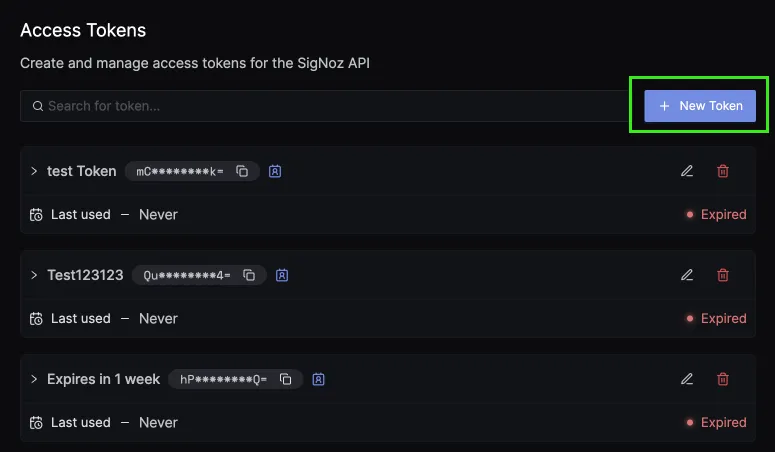 Access Tokens
Create and manage access tokens for the SigNoz API
Search for token...
+ New Token
test Token mC********k=
Last used – Never Expired
Test123123 Qu********4=
Last used – Never Expired
Expires in 1 week hP********Q=
Last used – Never Expired